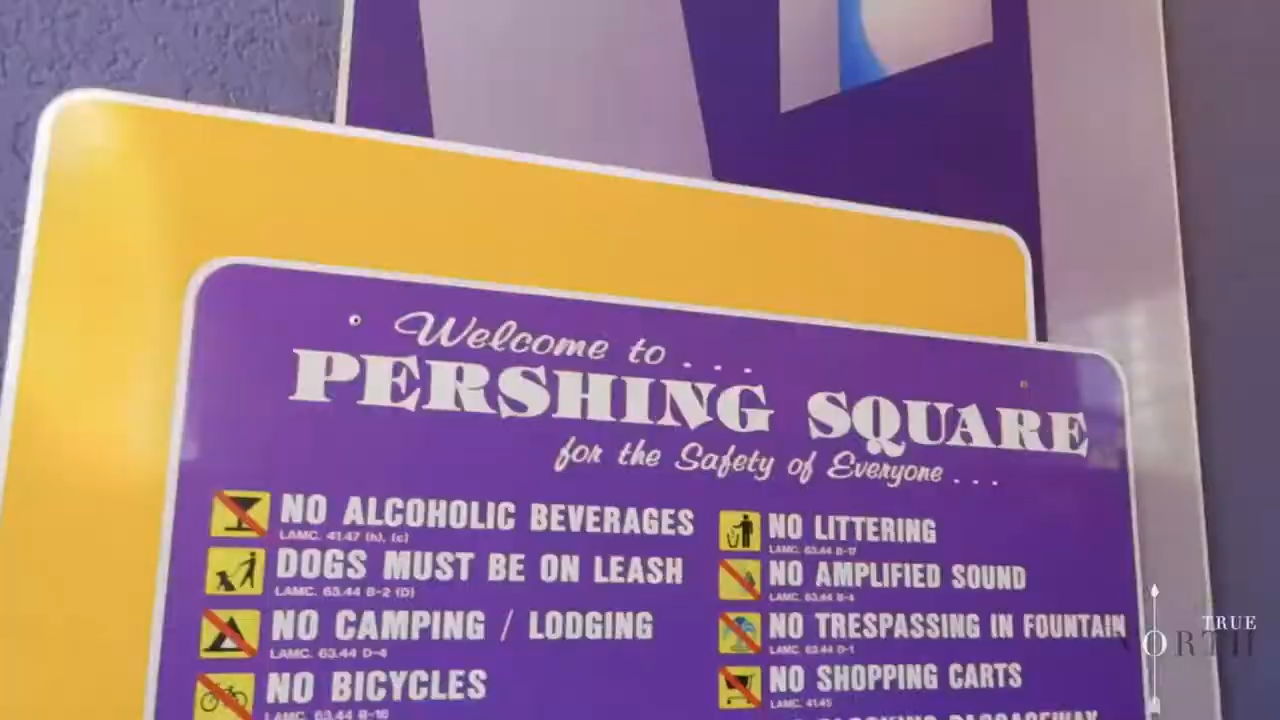 Welcome to . . .
PERSHING SQUARE
for the Safety of Everyone . . .
NO ALCOHOLIC BEVERAGES
LAMC. 41.47 (h), (c)
DOGS MUST BE ON LEASH
LAMC. 63.44 B-2 (D)
NO CAMPING / LODGING
LAMC. 63.44 D-4
NO BICYCLES
LAMC. 63.44 B-16
NO LITTERING
LAMC. 63.44 B-17
NO AMPLIFIED SOUND
LAMC. 63.44 B-4
NO TRESPASSING IN FOUNTAIN
LAMC. 63.44 D-1
NO SHOPPING CARTS
LAMC. 41.45
TRUE
ORTH